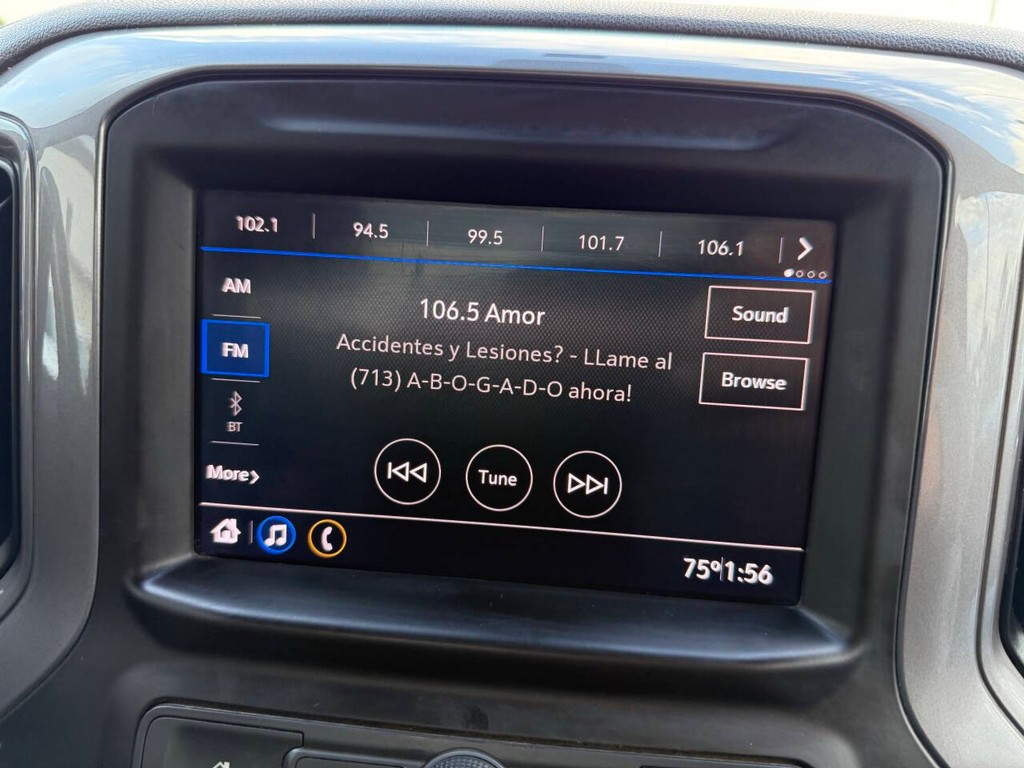 102.1 94.5 99.5 101.7 106.1
AM
FM
BT
More
106.5 Amor
Accidentes y Lesiones? - LLame al
(713) A-B-O-G-A-D-O ahora!
Sound
Browse
Tune
75° 1:56